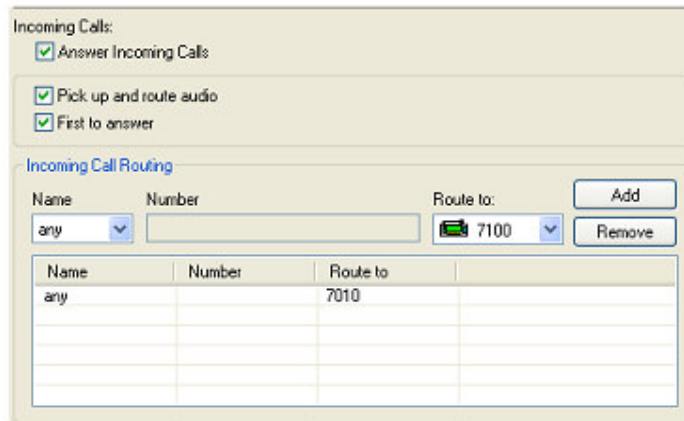 Incoming Calls:
Answer Incoming Calls
Pick up and route audio
First to answer
Incoming Call Routing
Name Number Route to: Add
any 7100 Remove
Name Number Route to
any 7010